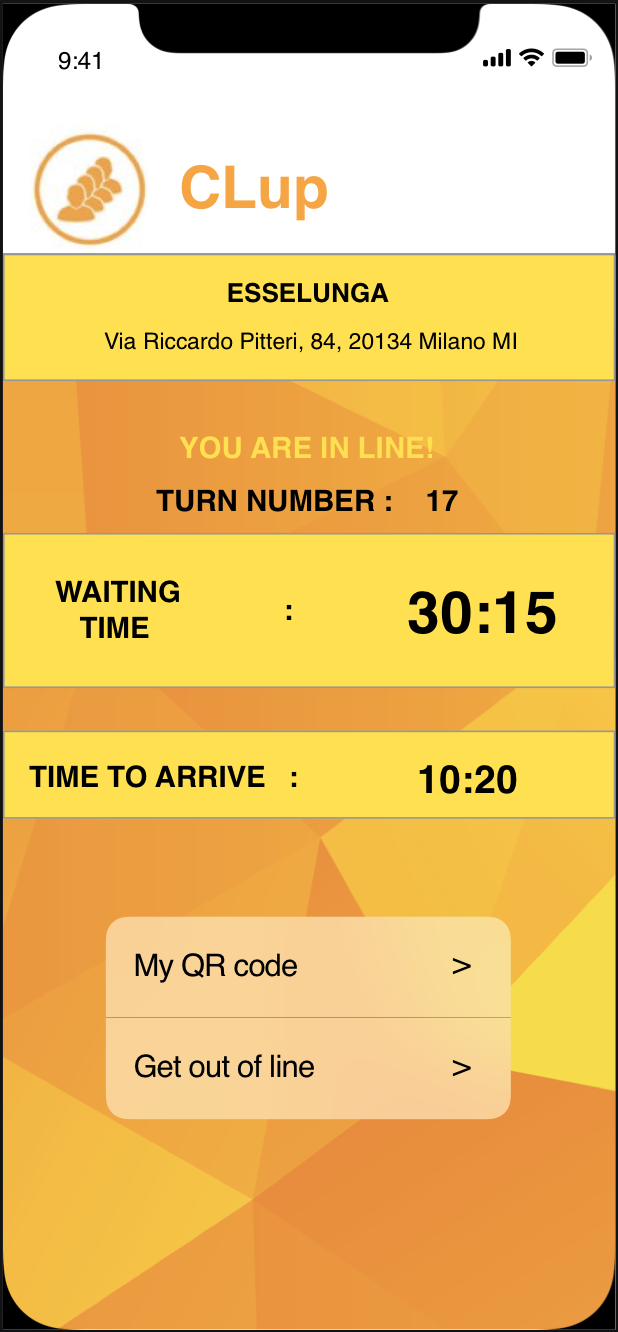 9:41
CLup
ESSELUNGA
Via Riccardo Pitteri, 84, 20134 Milano MI
YOU ARE IN LINE!
TURN NUMBER : 17
WAITING
TIME : 30:15
TIME TO ARRIVE : 10:20
My QR code >
Get out of line >